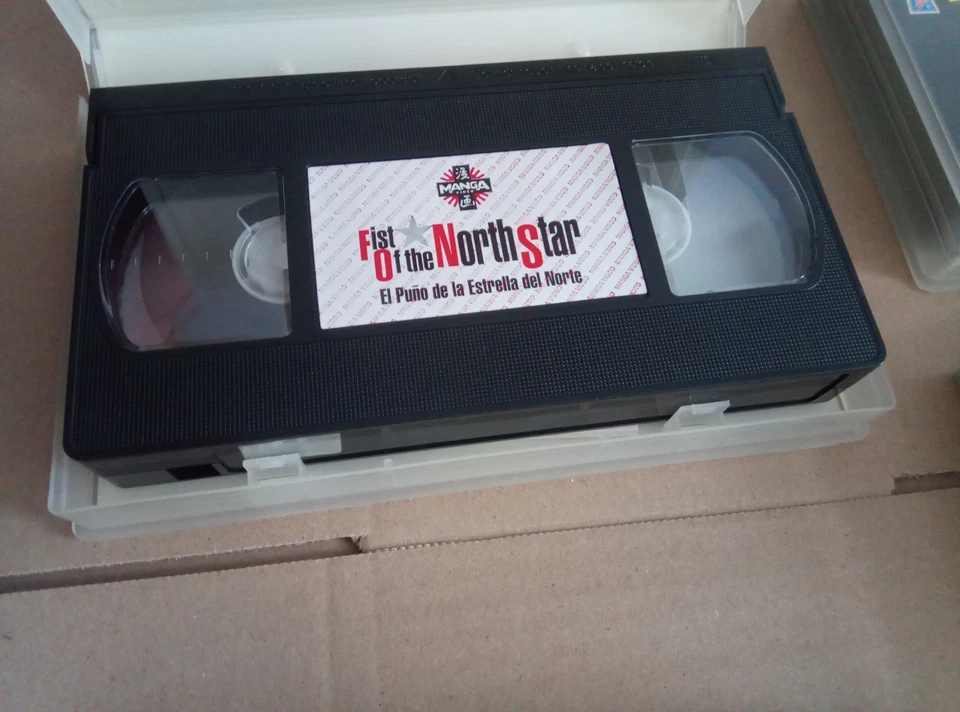 MANGA
VIDEO
Fist
Of the North Star
El Puño de la Estrella del Norte